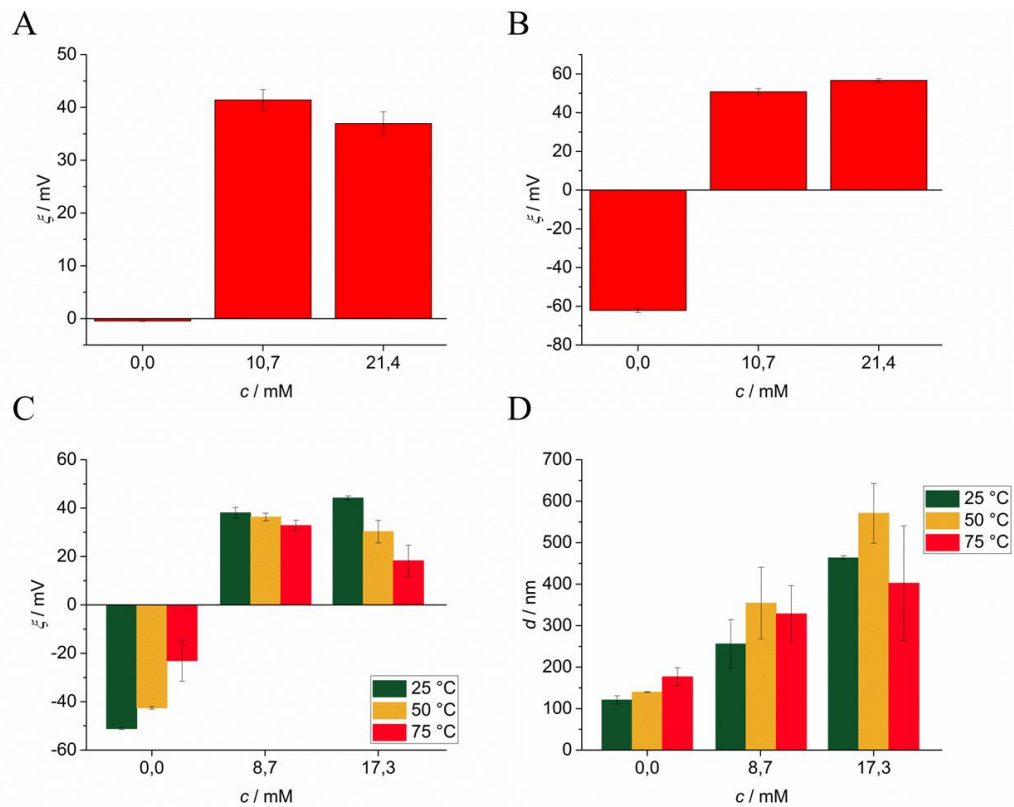 A
50
40
30
20
10
0
ξ / mV
0,0 10,7 21,4
c / mM
B
60
40
20
0
-20
-40
-60
-80
ξ / mV
0,0 10,7 21,4
c / mM
C
60
40
20
0
-20
-40
-60
ξ / mV
25 °C
50 °C
75 °C
0,0 8,7 17,3
c / mM
D
700
600
500
400
300
200
100
0
d / nm
25 °C
50 °C
75 °C
0,0 8,7 17,3
c / mM